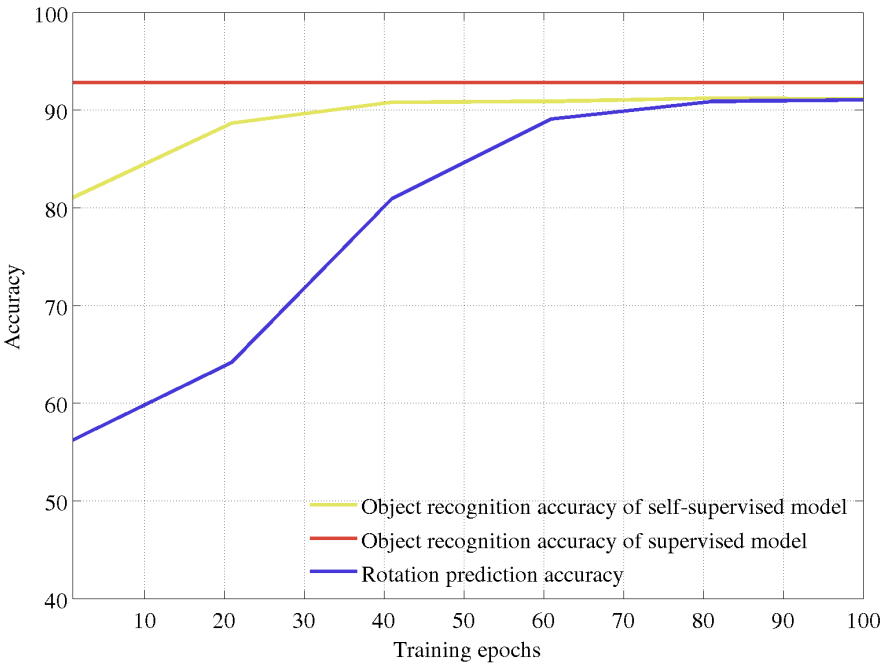 100
90
80
70
60
50
40
Accuracy
Object recognition accuracy of self-supervised model
Object recognition accuracy of supervised model
Rotation prediction accuracy
10 20 30 40 50 60 70 80 90 100
Training epochs